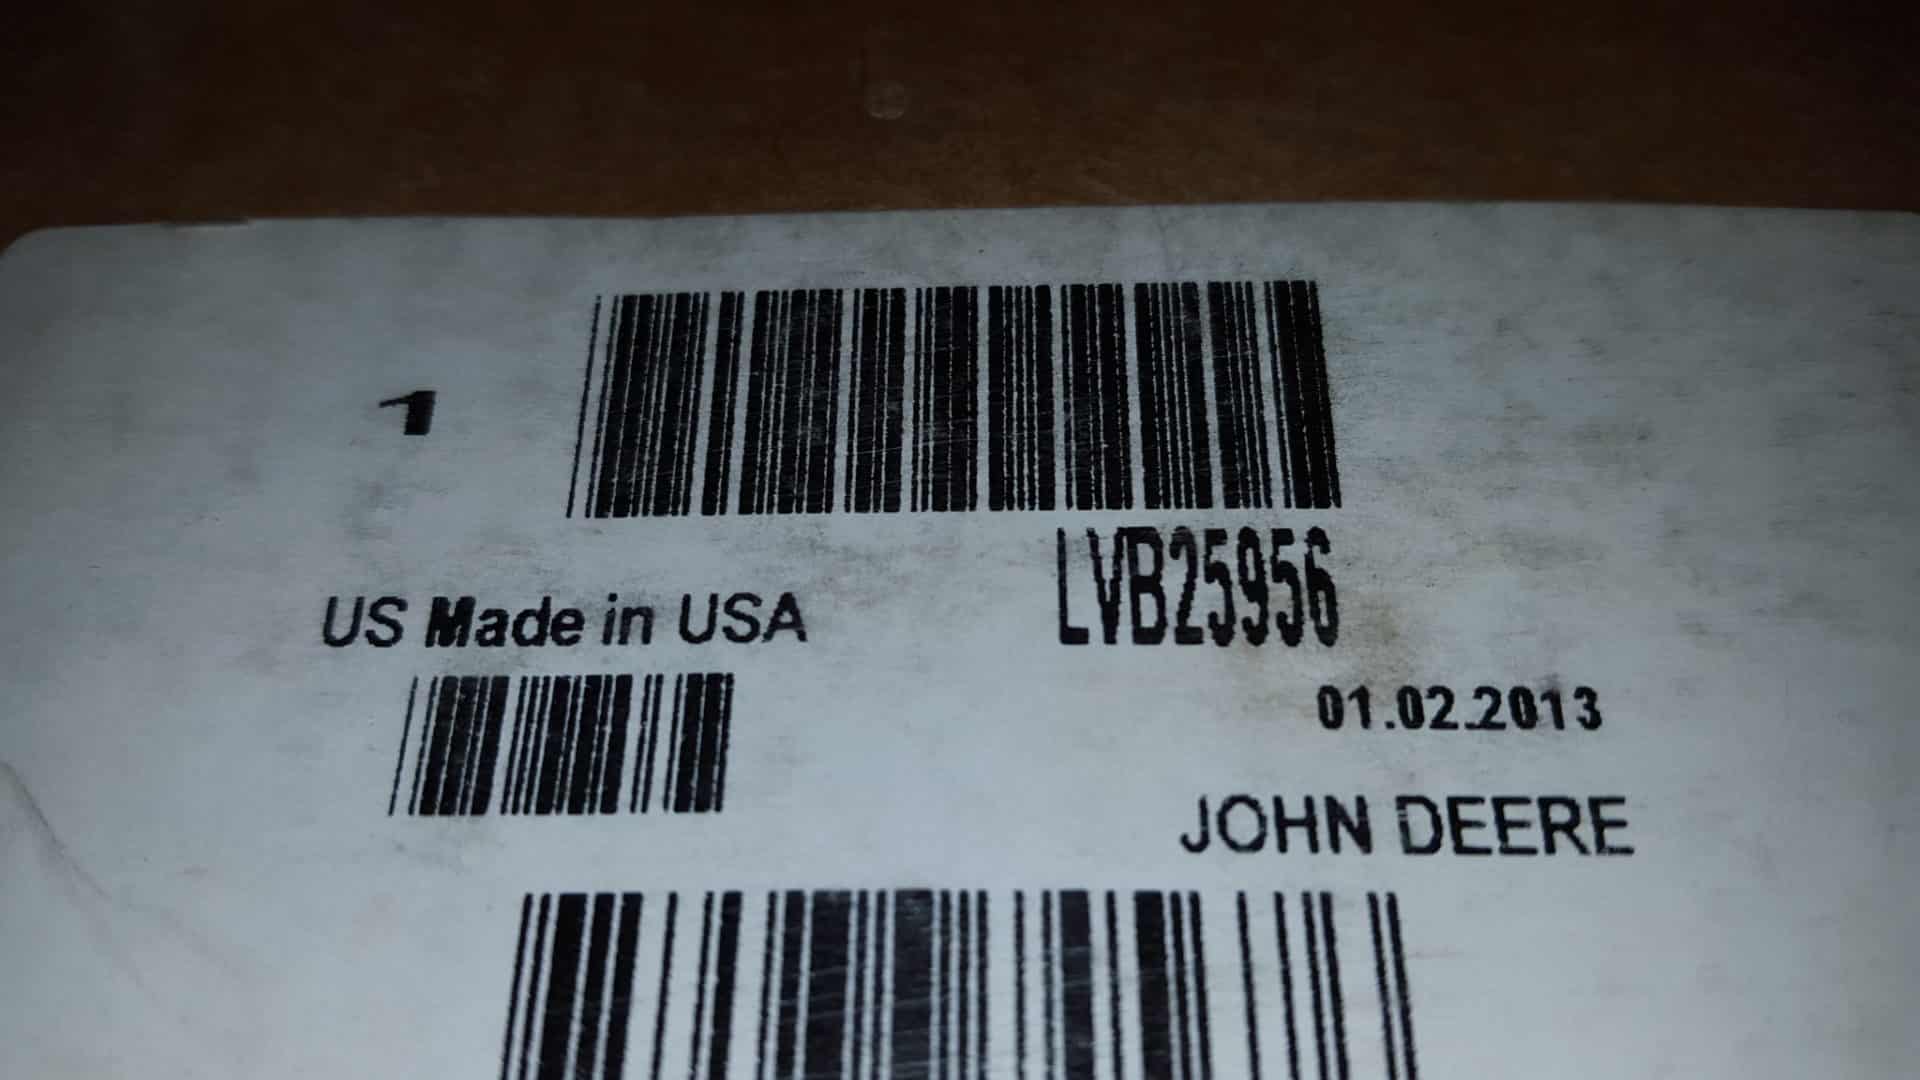 1
LVB25956
US Made in USA
01.02.2013
JOHN DEERE